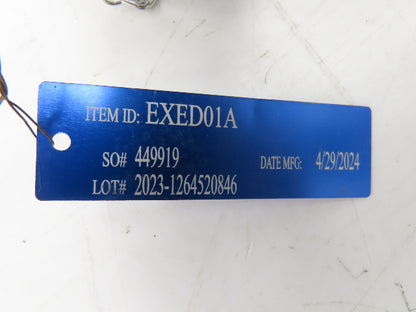 ITEM ID: EXED01A
SO# 449919 DATE MFG: 4/29/2024
LOT# 2023-1264520846